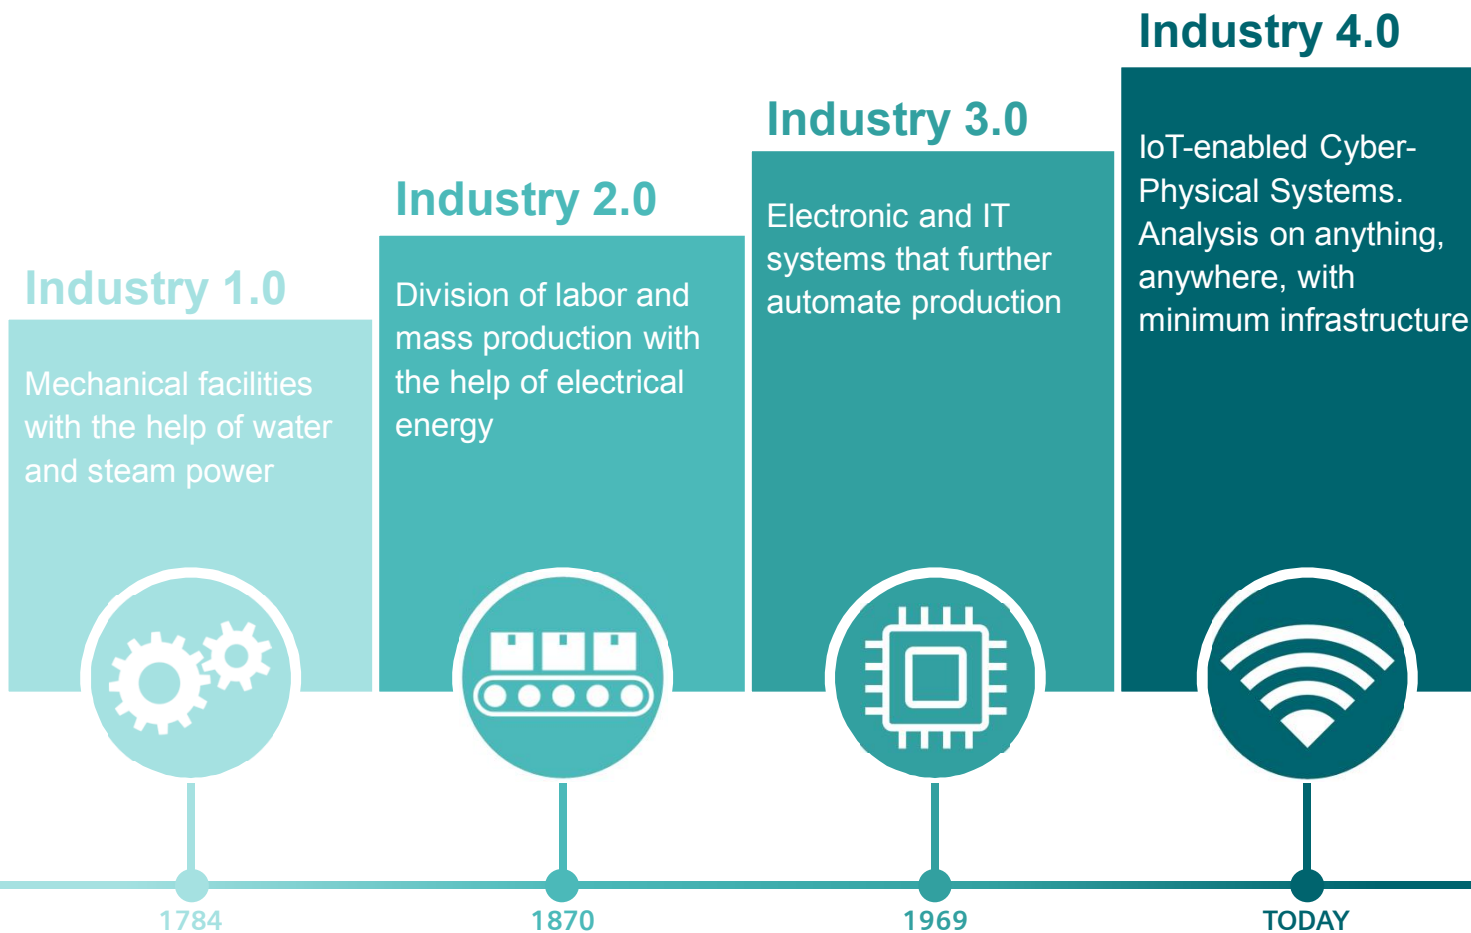 Industry 1.0
Mechanical facilities
with the help of water
and steam power
1784
Industry 2.0
Division of labor and
mass production with
the help of electrical
energy
1870
Industry 3.0
Electronic and IT
systems that further
automate production
1969
Industry 4.0
IoT-enabled Cyber-
Physical Systems.
Analysis on anything,
anywhere, with
minimum infrastructure
TODAY